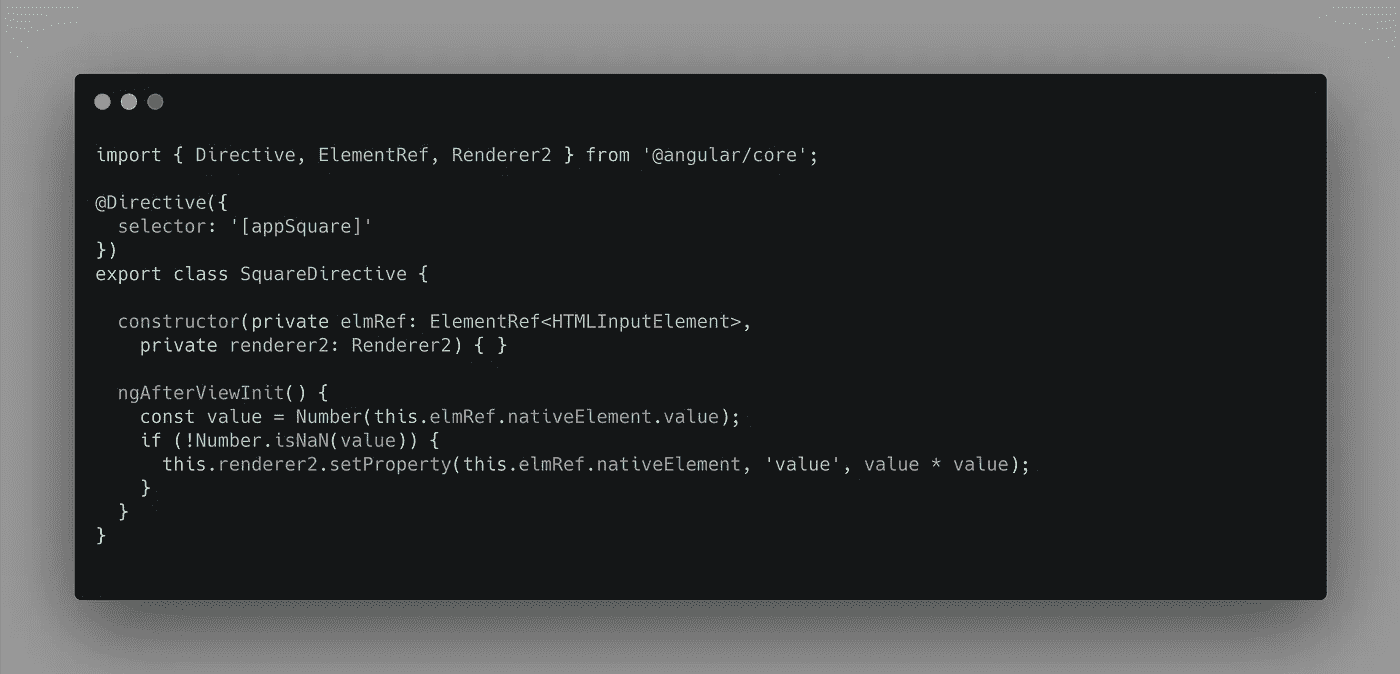 import { Directive, ElementRef, Renderer2 } from '@angular/core';
@Directive({
  selector: '[appSquare]'
})
export class SquareDirective {
  constructor(private elmRef: ElementRef<HTMLInputElement>,
    private renderer2: Renderer2) { }
  ngAfterViewInit() {
    const value = Number(this.elmRef.nativeElement.value);
    if (!Number.isNaN(value)) {
      this.renderer2.setProperty(this.elmRef.nativeElement, 'value', value * value);
    }
  }
}